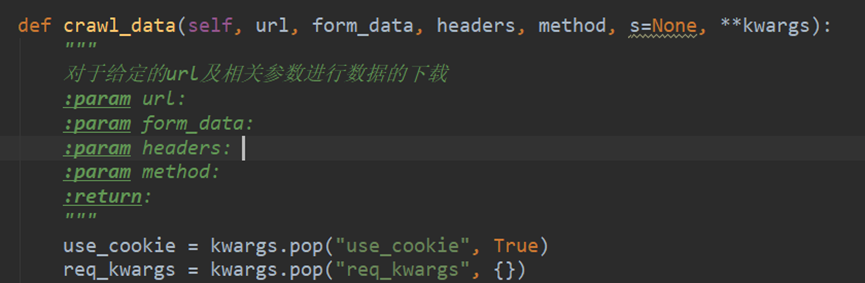 def crawl_data(self, url, form_data, headers, method, s=None, **kwargs):
"""
对于给定的url及相关参数进行数据的下载
:param url:
:param form_data:
:param headers:
:param method:
:return:
"""
use_cookie = kwargs.pop("use_cookie", True)
req_kwargs = kwargs.pop("req_kwargs", {})